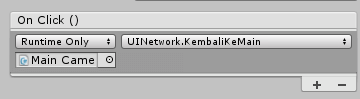 On Click ()
Runtime Only UINetwork.KembaliKeMain
Main Came